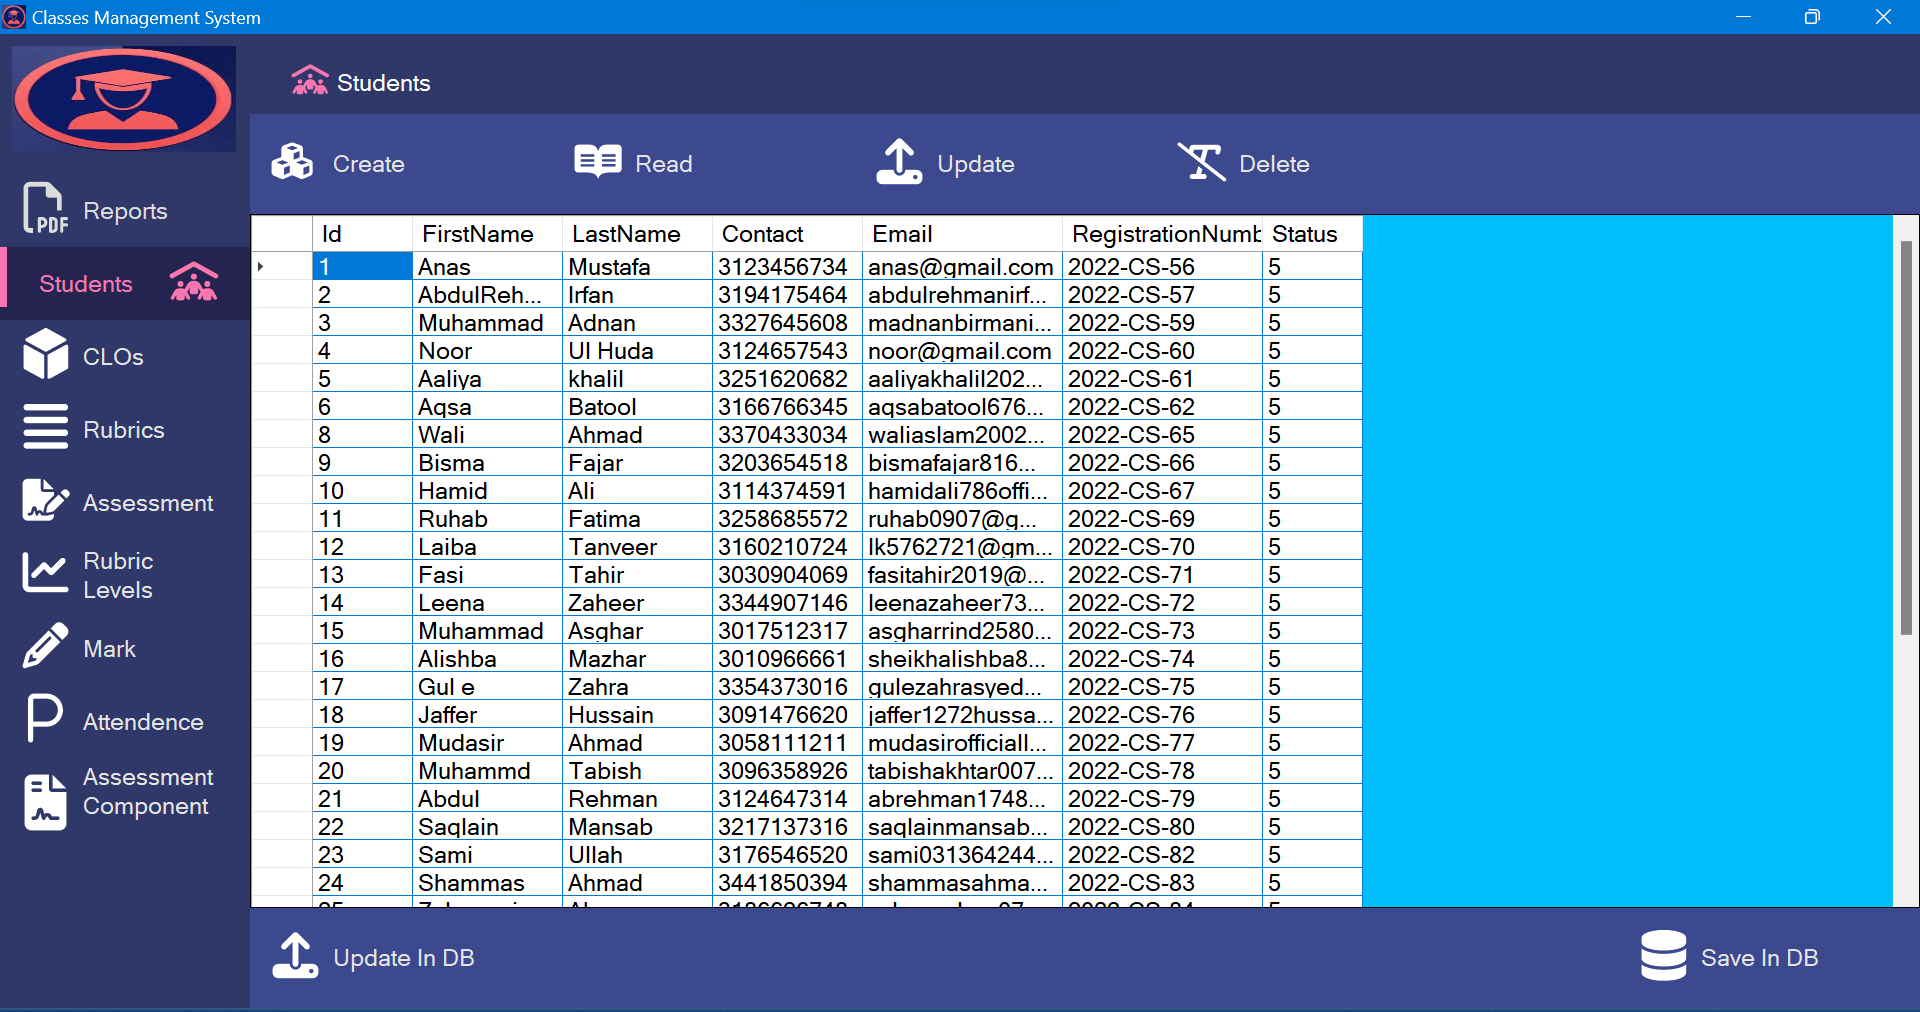 Classes Management System
Students
Create Read Update Delete
PDF Reports
Students
CLOs
Rubrics
Assessment
Rubric
Levels
Mark
Attendence
Assessment
Component
Id FirstName LastName Contact Email RegistrationNumb Status
1 Anas Mustafa 3123456734 anas@gmail.com 2022-CS-56 5
2 AbdulReh... Irfan 3194175464 abdulrehmanirf... 2022-CS-57 5
3 Muhammad Adnan 3327645608 madnanbirmani... 2022-CS-59 5
4 Noor Ul Huda 3124657543 noor@gmail.com 2022-CS-60 5
5 Aaliya khalil 3251620682 aaliyakhalil202... 2022-CS-61 5
6 Aqsa Batool 3166766345 aqsabatool676... 2022-CS-62 5
8 Wali Ahmad 3370433034 waliaslam2002... 2022-CS-65 5
9 Bisma Fajar 3203654518 bismafajar816... 2022-CS-66 5
10 Hamid Ali 3114374591 hamidali786offi... 2022-CS-67 5
11 Ruhab Fatima 3258685572 ruhab0907@g... 2022-CS-69 5
12 Laiba Tanveer 3160210724 lk5762721@gm... 2022-CS-70 5
13 Fasi Tahir 3030904069 fasitahir2019@... 2022-CS-71 5
14 Leena Zaheer 3344907146 leenazaheer73... 2022-CS-72 5
15 Muhammad Asghar 3017512317 asgharrind2580... 2022-CS-73 5
16 Alishba Mazhar 3010966661 sheikhalishba8... 2022-CS-74 5
17 Gul e Zahra 3354373016 gulezahrasyed... 2022-CS-75 5
18 Jaffer Hussain 3091476620 jaffer1272hussa... 2022-CS-76 5
19 Mudasir Ahmad 3058111211 mudasirofficiall... 2022-CS-77 5
20 Muhammd Tabish 3096358926 tabishakhtar007... 2022-CS-78 5
21 Abdul Rehman 3124647314 abrehman1748... 2022-CS-79 5
22 Saqlain Mansab 3217137316 saqlainmansab... 2022-CS-80 5
23 Sami Ullah 3176546520 sami031364244... 2022-CS-82 5
24 Shammas Ahmad 3441850394 shammasahma... 2022-CS-83 5
Update In DB Save In DB